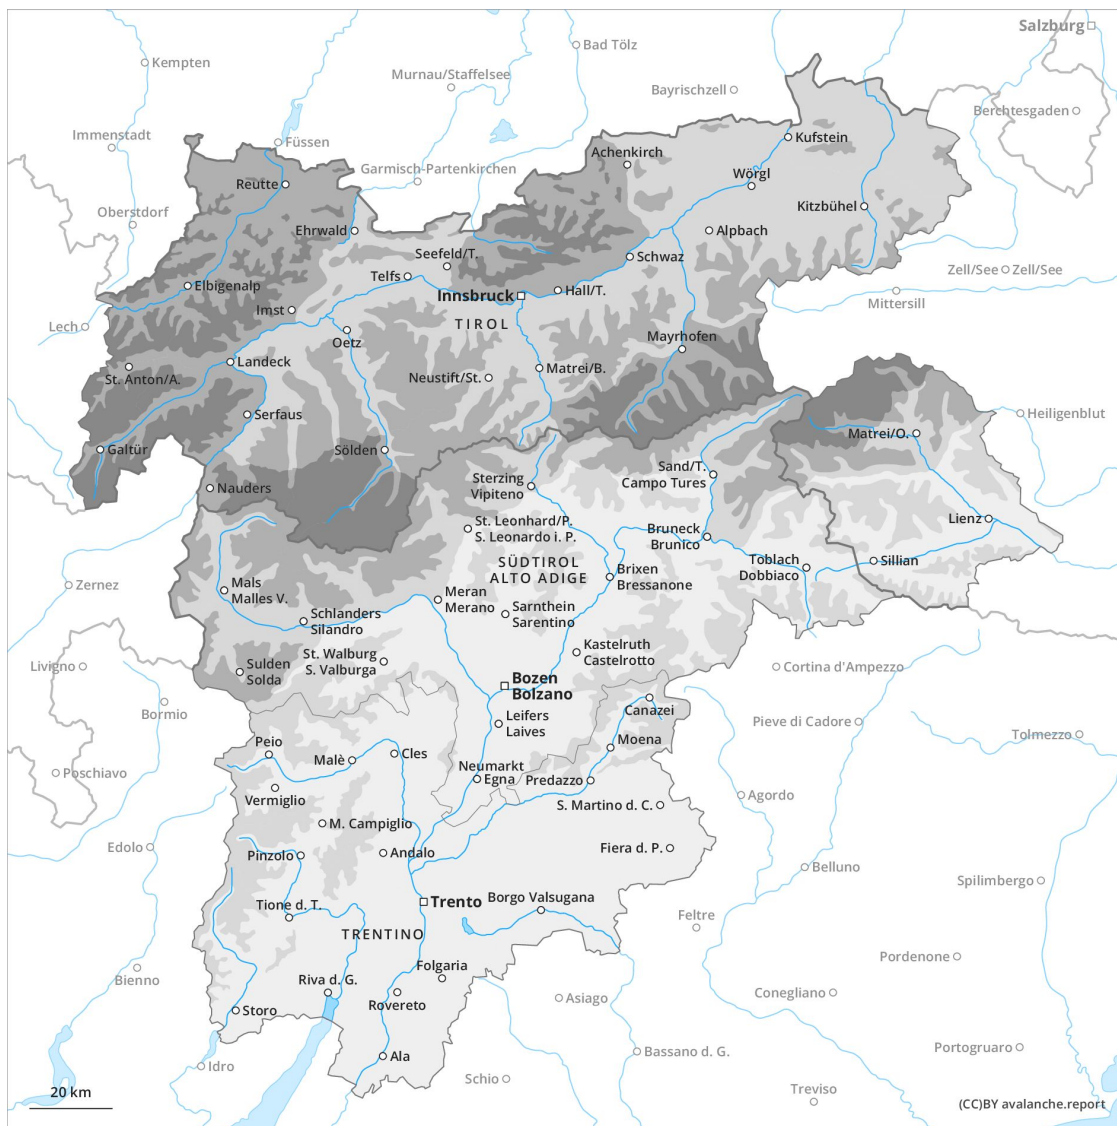 Salzburg
Bad Tölz
Kempten
Murnau/Staffelsee
Bayrischzell
Berchtesgaden
Immenstadt
Füssen
Kufstein
Achenkirch
Garmisch-Partenkirchen
Wörgl
Reutte
Kitzbühel
Oberstdorf
Ehrwald
Alpbach
Seefeld/T.
Schwaz
Telfs
Zell/See
Zell/See
Elbigenalp
Hall/T.
Innsbruck
Mittersill
Imst
Lech
TIROL
Oetz
Mayrhofen
Landeck
Matrei/B.
St. Anton/A.
Neustift/St.
Serfaus
Heiligenblut
Matrei/O.
Galtür
Sölden
Sand/T.
Campo Tures
Sterzing
Vipiteno
Nauders
Lienz
St. Leonhard/P.
S. Leonardo i. P.
Bruneck
Brunico
SÜDTIROL
ALTO ADIGE
Toblach
Dobbiaco
Sillian
Brixen
Bressanone
Zernez
Mals
Malles V.
Meran
Merano
Sarnthein
Sarentino
Schlanders
Silandro
Kastelruth
Castelrotto
St. Walburg
S. Valburga
Livigno
Sulden
Solda
Cortina d'Ampezzo
Bozen
Bolzano
Bormio
Canazei
Leifers
Laives
Pieve di Cadore
Tolmezzo
Peio
Moena
Cles
Malè
Poschiavo
Neumarkt
Egna
Predazzo
Vermiglio
Agordo
S. Martino d. C.
M. Campiglio
Edolo
Fiera d. P.
Pinzolo
Andalo
Belluno
Spilimbergo
Borgo Valsugana
Trento
Tione d. T.
Feltre
TRENTINO
Pordenone
Folgaria
Bienno
Riva d. G.
Conegliano
Asiago
Rovereto
Storo
Portogruaro
Bassano d. G.
Ala
Idro
Schio
Treviso
20 km
(CC)BY avalanche.report